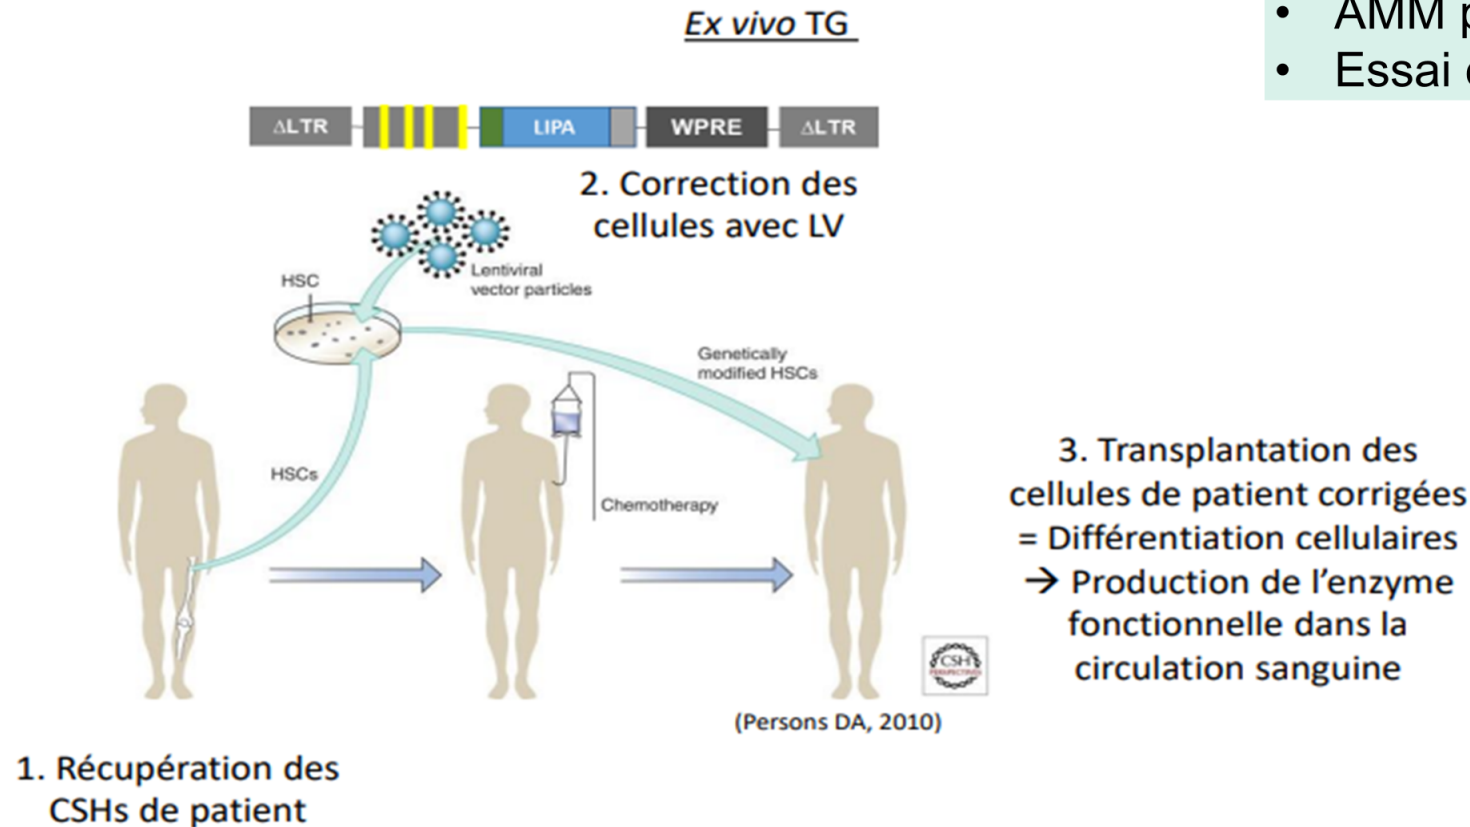 Ex vivo TG
• AMM
• Essai
ΔLTR LIPA WPRE ΔLTR
2. Correction des
cellules avec LV
HSC
Lentiviral
vector particles
Genetically
modified HSCs
HSCs
Chemotherapy
3. Transplantation des
cellules de patient corrigées
= Différentiation cellulaires
→ Production de l’enzyme
fonctionnelle dans la
circulation sanguine
CSH
PERSPECTIVES
(Persons DA, 2010)
1. Récupération des
CSHs de patient